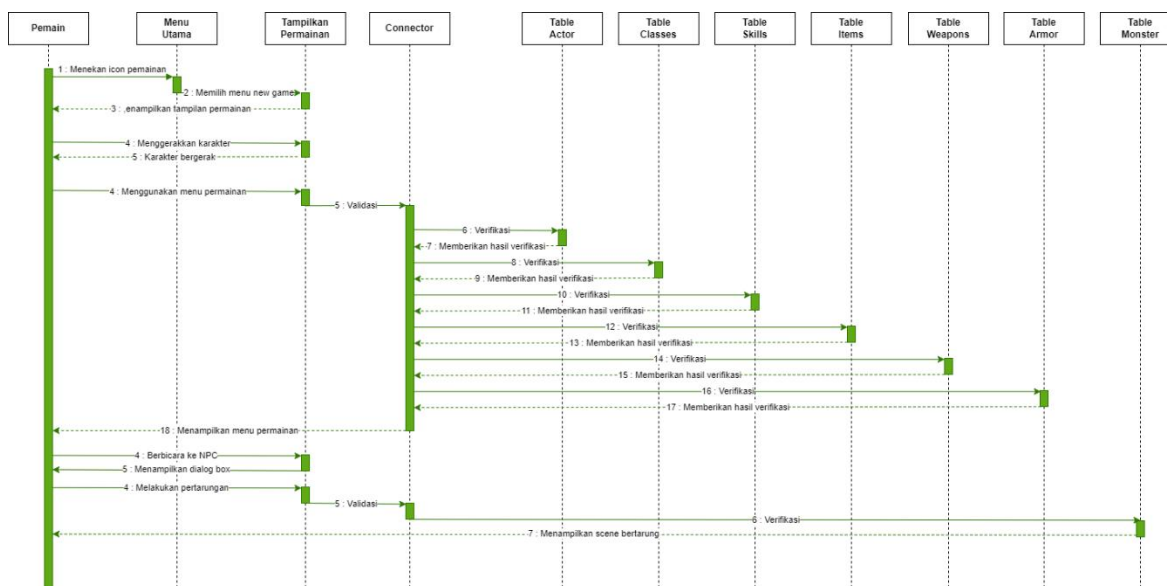 Pemain
Menu
Utama
Tampilkan
Permainan
Connector
Table
Actor
Table
Classes
Table
Skills
Table
Items
Table
Weapons
Table
Armor
Table
Monster
1 : Menekan icon pemainan
2 : Memilih menu new game
3 : ,enampilkan tampilan permainan
4 : Menggerakkan karakter
5 : Karakter bergerak
4 : Menggunakan menu permainan
5 : Validasi
6 : Verifikasi
7 : Memberikan hasil verifikasi
8 : Verifikasi
9 : Memberikan hasil verifikasi
10 : Verifikasi
11 : Memberikan hasil verifikasi
12 : Verifikasi
13 : Memberikan hasil verifikasi
14 : Verifikasi
15 : Memberikan hasil verifikasi
16 : Verifikasi
17 : Memberikan hasil verifikasi
18 : Menampilkan menu permainan
4 : Berbicara ke NPC
5 : Menampilkan dialog box
4 : Melakukan pertarungan
5 : Validasi
6 : Verifikasi
7 : Menampilkan scene bertarung